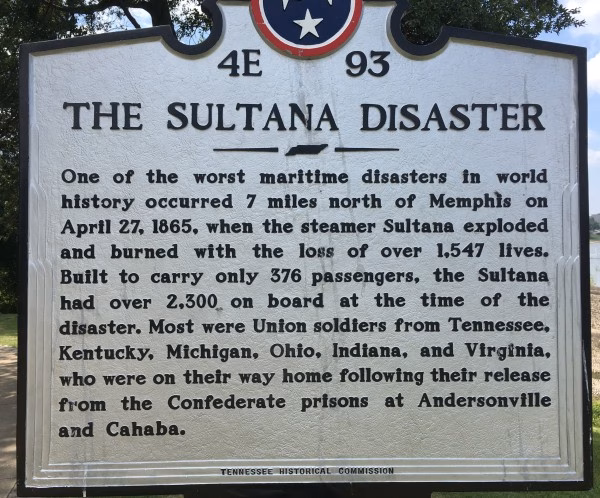 4E 93
THE SULTANA DISASTER
One of the worst maritime disasters in world
history occurred 7 miles north of Memphis on
April 27, 1865, when the steamer Sultana exploded
and burned with the loss of over 1,547 lives.
Built to carry only 376 passengers, the Sultana
had over 2,300 on board at the time of the
disaster. Most were Union soldiers from Tennessee,
Kentucky, Michigan, Ohio, Indiana, and Virginia,
who were on their way home following their release
from the Confederate prisons at Andersonville
and Cahaba.
TENNESSEE HISTORICAL COMMISSION